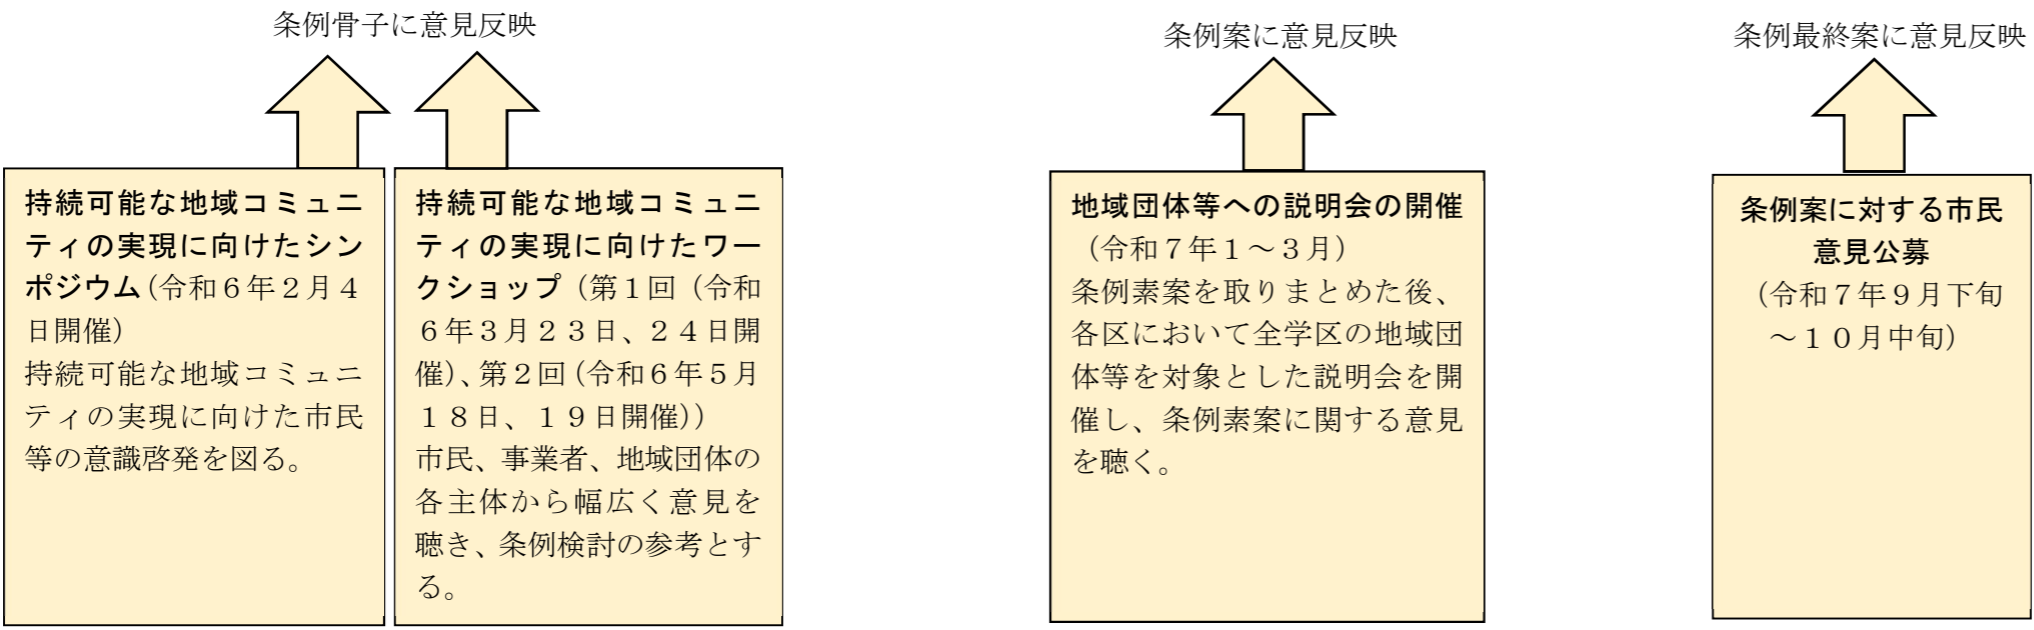 条例骨子に意見反映
条例案に意見反映
条例最終案に意見反映
持続可能な地域コミュニ
ティの実現に向けたシン
ポジウム（令和６年２月４
日開催）
持続可能な地域コミュニ
ティの実現に向けた市民
等の意識啓発を図る。
持続可能な地域コミュニ
ティの実現に向けたワー
クショップ（第１回（令和
６年３月２３日、２４日開
催）、第２回（令和６年５月
１８日、１９日開催））
市民、事業者、地域団体の
各主体から幅広く意見を
聴き、条例検討の参考とす
る。
地域団体等への説明会の開催
（令和７年１～３月）
条例素案を取りまとめた後、
各区において全学区の地域団
体等を対象とした説明会を開
催し、条例素案に関する意見
を聴く。
条例案に対する市民
意見公募
（令和７年９月下旬
～１０月中旬）